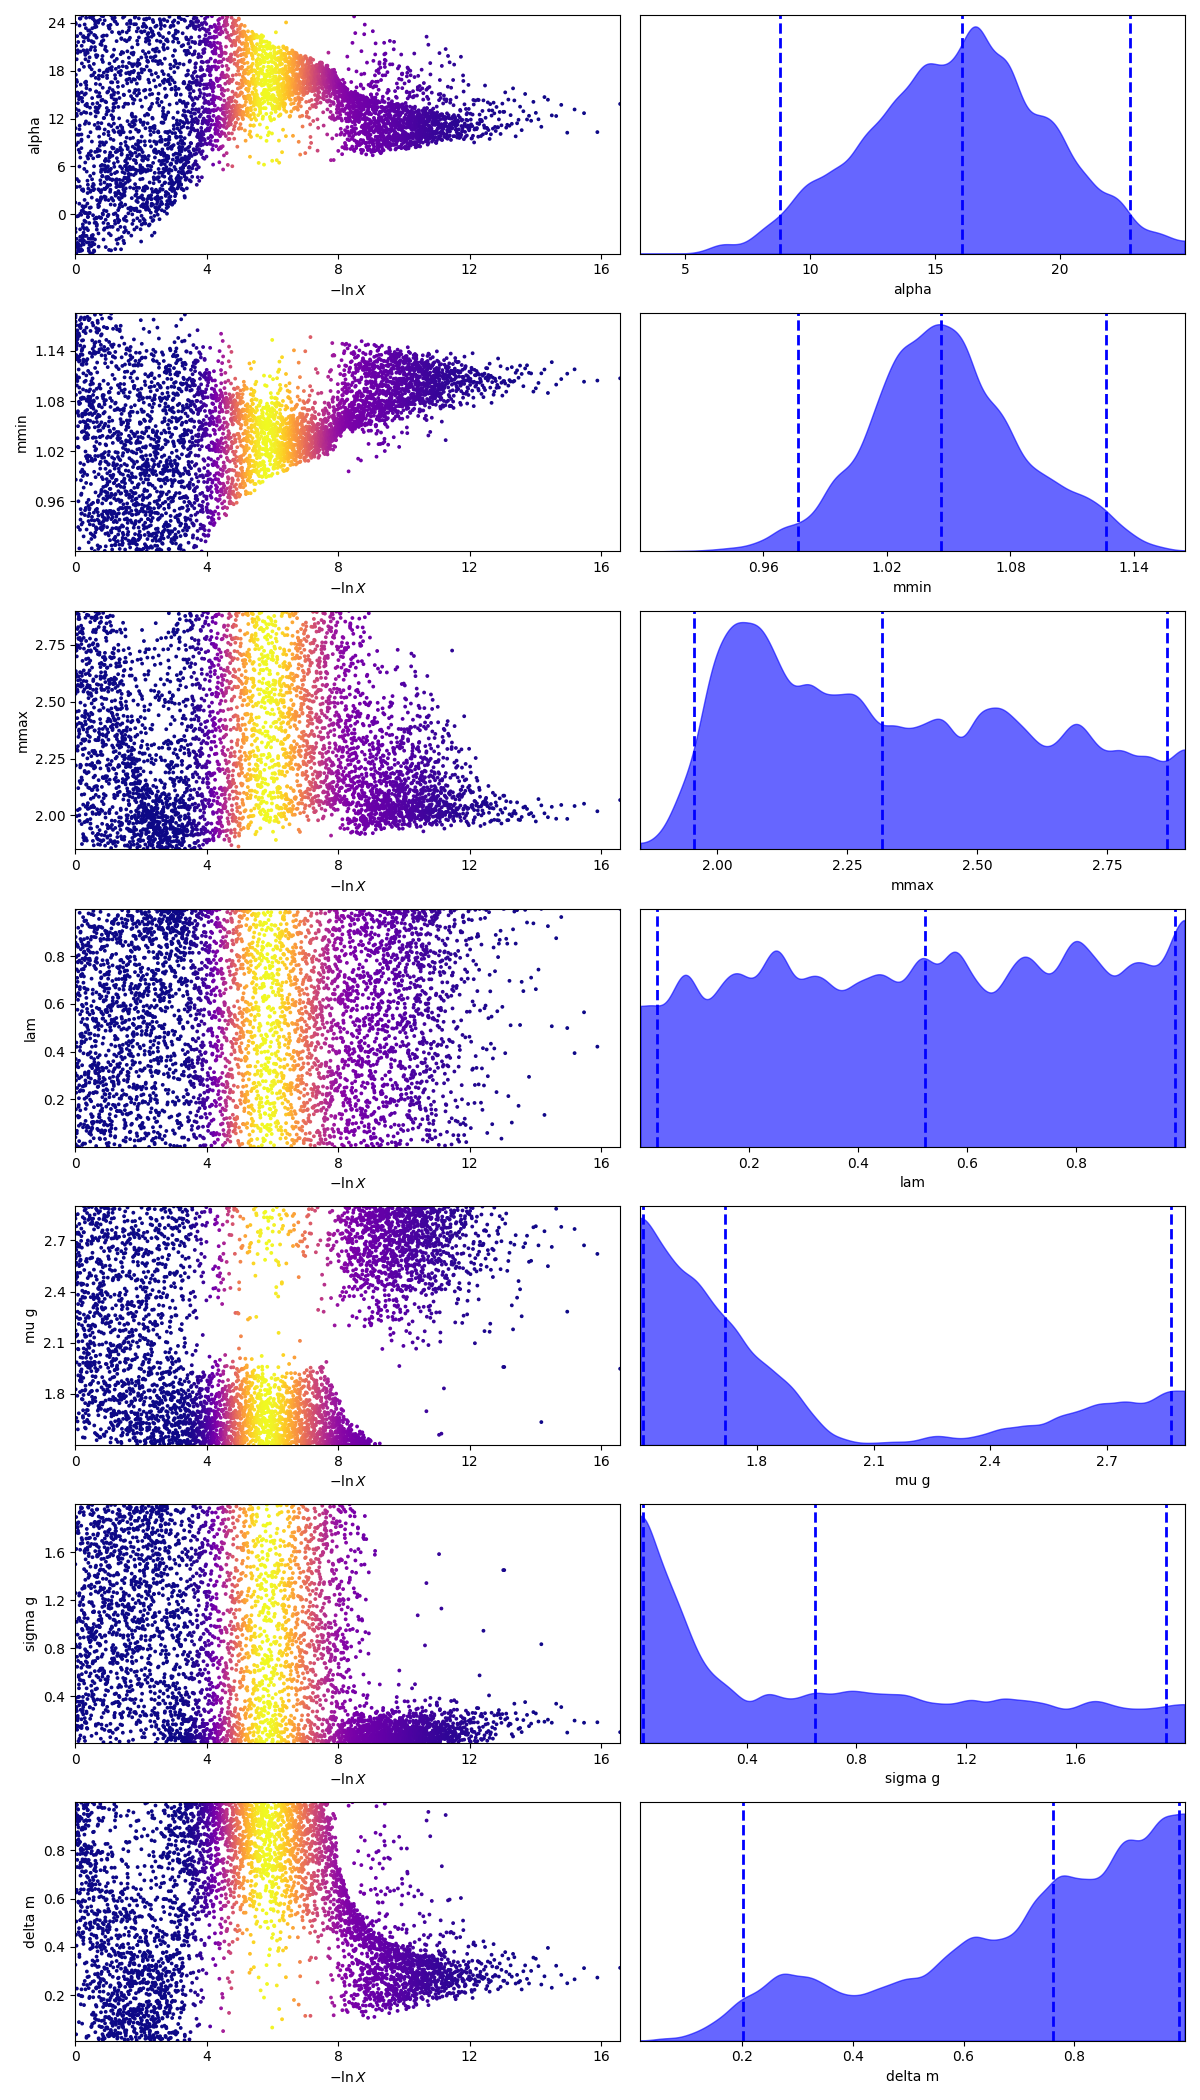 24
18
12
6
0
alpha
0 4 8 12 16
−ln X
5 10 15 20
alpha
1.14
1.08
1.02
0.96
mmin
0 4 8 12 16
−ln X
0.96 1.02 1.08 1.14
mmin
2.75
2.50
2.25
2.00
mmax
0 4 8 12 16
−ln X
2.00 2.25 2.50 2.75
mmax
0.8
0.6
0.4
0.2
lam
0 4 8 12 16
−ln X
0.2 0.4 0.6 0.8
lam
2.7
2.4
2.1
1.8
mu g
0 4 8 12 16
−ln X
1.8 2.1 2.4 2.7
mu g
1.6
1.2
0.8
0.4
sigma g
0 4 8 12 16
−ln X
0.4 0.8 1.2 1.6
sigma g
0.8
0.6
0.4
0.2
delta m
0 4 8 12 16
−ln X
0.2 0.4 0.6 0.8
delta m